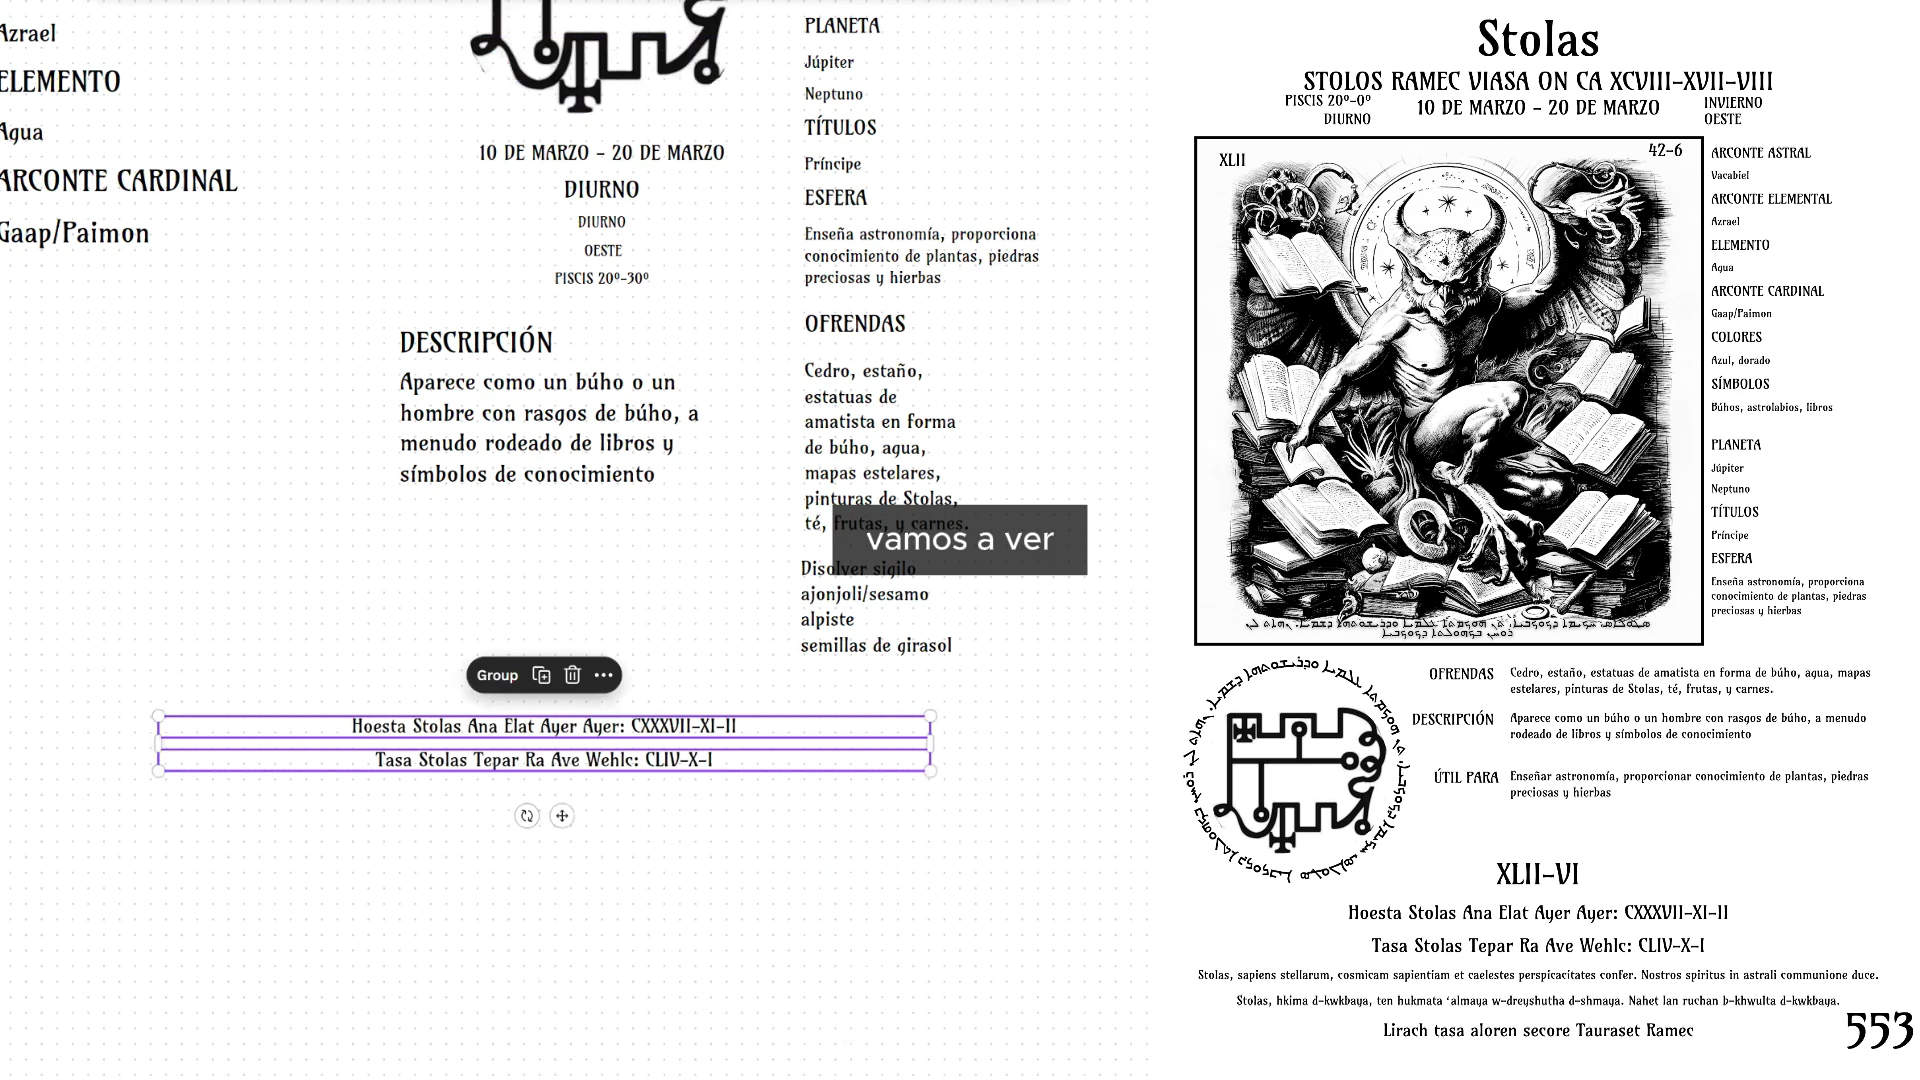 Azrael
ELEMENTO
Agua
ARCONTE CARDINAL
Gaap/Paimon
10 DE MARZO - 20 DE MARZO
DIURNO
DIURNO
OESTE
PISCIS 20º-30º
DESCRIPCIÓN
Aparece como un búho o un
hombre con rasgos de búho, a
menudo rodeado de libros y
símbolos de conocimiento
PLANETA
Júpiter
Neptuno
TÍTULOS
Príncipe
ESFERA
Enseña astronomía, proporciona
conocimiento de plantas, piedras
preciosas y hierbas
OFRENDAS
Cedro, estaño,
estatuas de
amatista en forma
de búho, agua,
mapas estelares,
pinturas de Stolas,
té, frutas, y carnes.
vamos a ver
Disolver sigilo
ajonjoli/sesamo
alpiste
semillas de girasol
Group
Hoesta Stolas Ana Elat Ayer Ayer: CXXXVII-XI-II
Tasa Stolas Tepar Ra Ave Wehlc: CLIV-X-I
Stolas
STOLOS RAMEC VIASA ON CA XCVIII-XVII-VIII
PISCIS 20º-0º
DIURNO
10 DE MARZO - 20 DE MARZO
INVIERNO
OESTE
XLII
42-6
ARCONTE ASTRAL
Vacabiel
ARCONTE ELEMENTAL
Azrael
ELEMENTO
Agua
ARCONTE CARDINAL
Gaap/Paimon
COLORES
Azul, dorado
SÍMBOLOS
Búhos, astrolabios, libros
PLANETA
Júpiter
Neptuno
TÍTULOS
Príncipe
ESFERA
Enseña astronomía, proporciona
conocimiento de plantas, piedras
preciosas y hierbas
OFRENDAS
Cedro, estaño, estatuas de amatista en forma de búho, agua, mapas
estelares, pinturas de Stolas, té, frutas, y carnes.
DESCRIPCIÓN
Aparece como un búho o un hombre con rasgos de búho, a menudo
rodeado de libros y símbolos de conocimiento
ÚTIL PARA
Enseñar astronomía, proporcionar conocimiento de plantas, piedras
preciosas y hierbas
XLII-VI
Hoesta Stolas Ana Elat Ayer Ayer: CXXXVII-XI-II
Tasa Stolas Tepar Ra Ave Wehlc: CLIV-X-I
Stolas, sapiens stellarum, cosmicam sapientiam et caelestes perspicacitates confer. Nostros spiritus in astrali communione duce.
Stolas, hkima d-kwkbaya, ten hukmata ʻalmaya w-dreyshutha d-shmaya. Nahet lan ruchan b-khwulta d-kwkbaya.
Lirach tasa aloren secore Tauraset Ramec
553